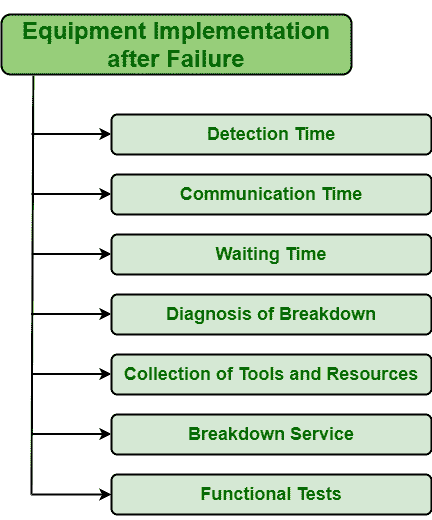 Equipment Implementation
after Failure
Detection Time
Communication Time
Waiting Time
Diagnosis of Breakdown
Collection of Tools and Resources
Breakdown Service
Functional Tests